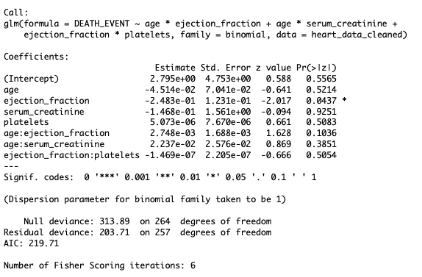 Call:
glm(formula = DEATH_EVENT ~ age * ejection_fraction + age * serum_creatinine +
    ejection_fraction * platelets, family = binomial, data = heart_data_cleaned)
Coefficients:
Estimate Std. Error z value Pr(>|z|)
(Intercept) 2.795e+00 4.753e+00 0.588 0.5565
age -4.514e-02 7.041e-02 -0.641 0.5214
ejection_fraction -2.483e-01 1.231e-01 -2.017 0.0437 *
serum_creatinine -1.468e-01 1.561e+00 -0.094 0.9251
platelets 5.073e-06 7.670e-06 0.661 0.5083
age:ejection_fraction 2.748e-03 1.688e-03 1.628 0.1036
age:serum_creatinine 2.237e-02 2.576e-02 0.869 0.3851
ejection_fraction:platelets -1.469e-07 2.205e-07 -0.666 0.5054
---
Signif. codes: 0 '***' 0.001 '**' 0.01 '*' 0.05 '.' 0.1 ' ' 1
(Dispersion parameter for binomial family taken to be 1)
Null deviance: 313.89 on 264 degrees of freedom
Residual deviance: 203.71 on 257 degrees of freedom
AIC: 219.71
Number of Fisher Scoring iterations: 6